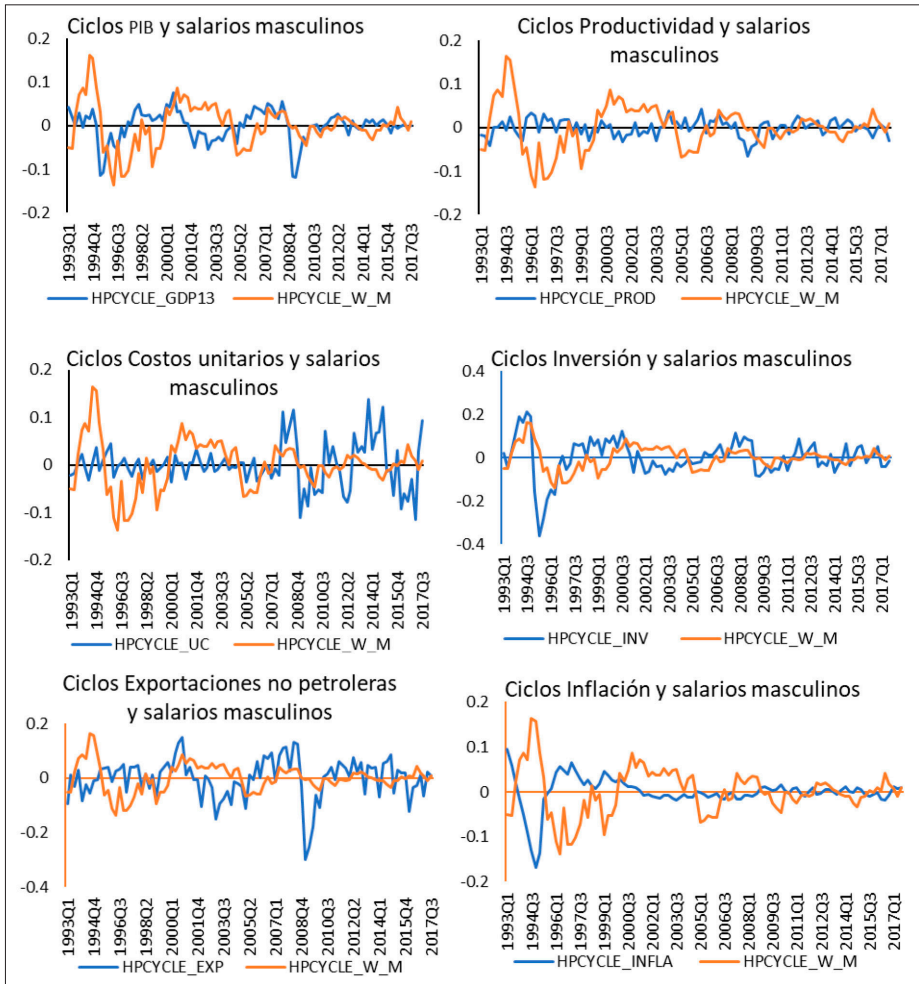 Ciclos PIB y salarios masculinos
0.2
0.1
0
-0.1
-0.2
1993Q1
1994Q4
1996Q3
1998Q2
2000Q1
2001Q4
2003Q3
2005Q2
2007Q1
2008Q4
2010Q3
2012Q2
2014Q1
2015Q4
2017Q3
HPCYCLE_GDP13 HPCYCLE_W_M
Ciclos Productividad y salarios
masculinos
0.2
0.1
0
-0.1
-0.2
1993Q1
1994Q3
1996Q1
1997Q3
1999Q1
2000Q3
2002Q1
2003Q3
2005Q1
2006Q3
2008Q1
2009Q3
2011Q1
2012Q3
2014Q1
2015Q3
2017Q1
HPCYCLE_PROD HPCYCLE_W_M
Ciclos Costos unitarios y salarios
masculinos
0.2
0.1
0
-0.1
-0.2
1993Q1
1994Q4
1996Q3
1998Q2
2000Q1
2001Q4
2003Q3
2005Q2
2007Q1
2008Q4
2010Q3
2012Q2
2014Q1
2015Q4
2017Q3
HPCYCLE_UC HPCYCLE_W_M
Ciclos Inversión y salarios masculinos
0.4
0.2
0
-0.2
-0.4
1993Q1
1994Q3
1996Q1
1997Q3
1999Q1
2000Q3
2002Q1
2003Q3
2005Q1
2006Q3
2008Q1
2009Q3
2011Q1
2012Q3
2014Q1
2015Q3
2017Q1
HPCYCLE_INV HPCYCLE_W_M
Ciclos Exportaciones no petroleras
y salarios masculinos
0.2
0
-0.2
-0.4
1993Q1
1994Q4
1996Q3
1998Q2
2000Q1
2001Q4
2003Q3
2005Q2
2007Q1
2008Q4
2010Q3
2012Q2
2014Q1
2015Q4
2017Q3
HPCYCLE_EXP HPCYCLE_W_M
Ciclos Inflación y salarios masculinos
0.2
0.1
0
-0.1
-0.2
1993Q1
1994Q3
1996Q1
1997Q3
1999Q1
2000Q3
2002Q1
2003Q3
2005Q1
2006Q3
2008Q1
2009Q3
2011Q1
2012Q3
2014Q1
2015Q3
2017Q1
HPCYCLE_INFLA HPCYCLE_W_M